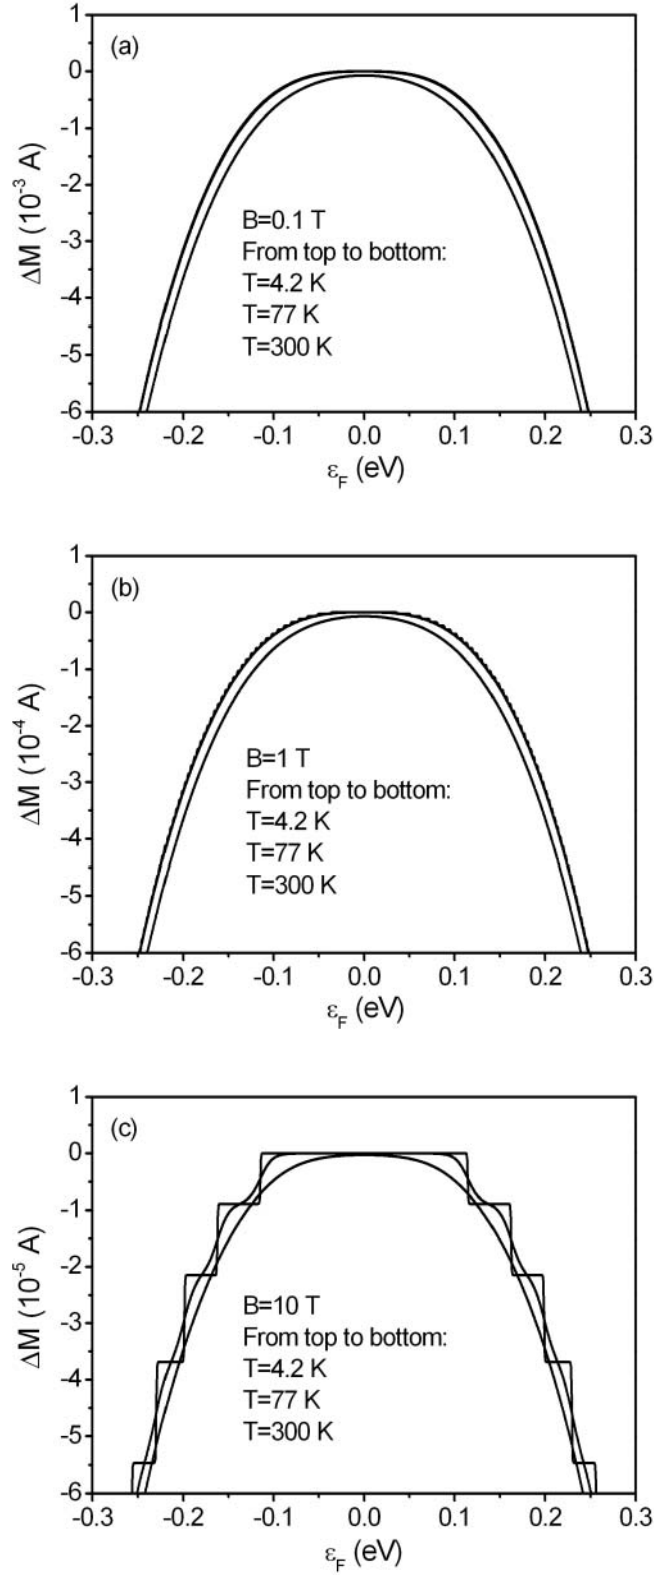 (a)
1
0
-1
-2
-3
-4
-5
-6
ΔM (10⁻³ A)
B=0.1 T
From top to bottom:
T=4.2 K
T=77 K
T=300 K
-0.3 -0.2 -0.1 0.0 0.1 0.2 0.3
ε_F (eV)
(b)
1
0
-1
-2
-3
-4
-5
-6
ΔM (10⁻⁴ A)
B=1 T
From top to bottom:
T=4.2 K
T=77 K
T=300 K
-0.3 -0.2 -0.1 0.0 0.1 0.2 0.3
ε_F (eV)
(c)
1
0
-1
-2
-3
-4
-5
-6
ΔM (10⁻⁵ A)
B=10 T
From top to bottom:
T=4.2 K
T=77 K
T=300 K
-0.3 -0.2 -0.1 0.0 0.1 0.2 0.3
ε_F (eV)